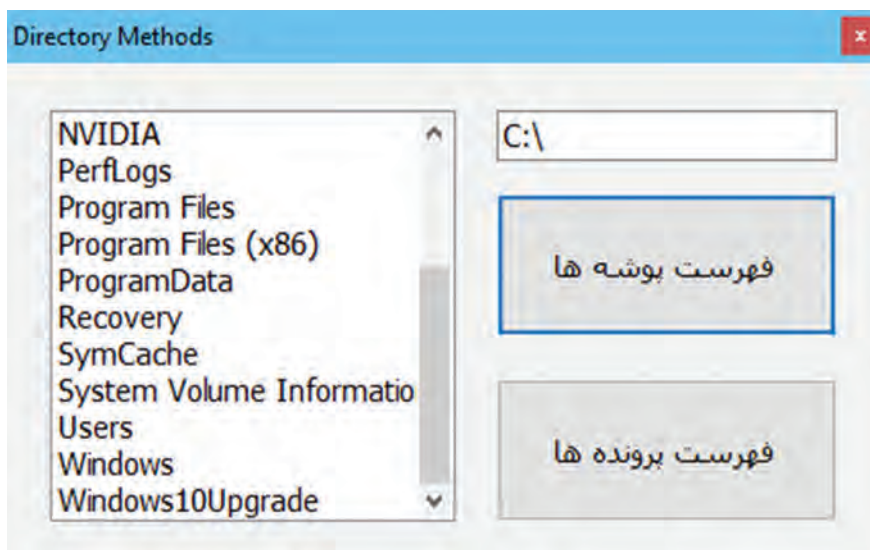 Directory Methods
x
NVIDIA
PerfLogs
Program Files
Program Files (x86)
ProgramData
Recovery
SymCache
System Volume Informatio
Users
Windows
Windows10Upgrade
C:\
فهرست پوشه ها
فهرست پرونده ها